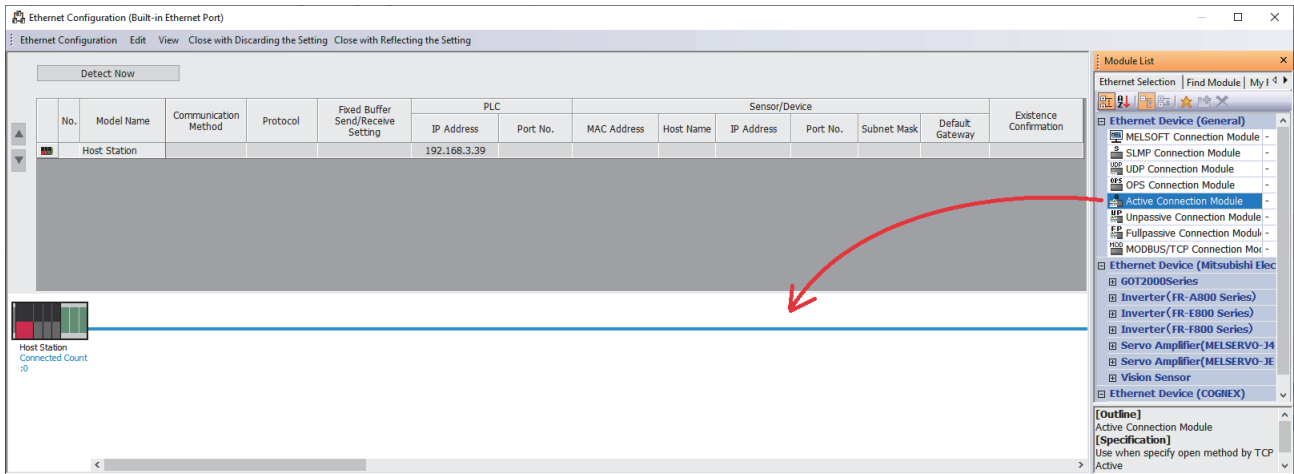 Ethernet Configuration (Built-in Ethernet Port)
Ethernet Configuration Edit View Close with Discarding the Setting Close with Reflecting the Setting
Detect Now
No.
Model Name
Communication
Method
Protocol
Fixed Buffer
Send/Receive
Setting
PLC
IP Address
Port No.
Sensor/Device
MAC Address
Host Name
IP Address
Port No.
Subnet Mask
Default
Gateway
Existence
Confirmation
Host Station
192.168.3.39
Host Station
Connected Count
:0
Module List
Ethernet Selection
Find Module
My F
Ethernet Device (General)
MELSOFT Connection Module -
SLMP Connection Module -
UDP Connection Module -
OPS Connection Module -
Active Connection Module -
Unpassive Connection Module -
Fullpassive Connection Modul -
MODBUS/TCP Connection Mod -
Ethernet Device (Mitsubishi Elec
GOT2000Series
Inverter(FR-A800 Series)
Inverter(FR-E800 Series)
Inverter(FR-F800 Series)
Servo Amplifier(MELSERVO-J4
Servo Amplifier(MELSERVO-JE
Vision Sensor
Ethernet Device (COGNEX)
[Outline]
Active Connection Module
[Specification]
Use when specify open method by TCP
Active